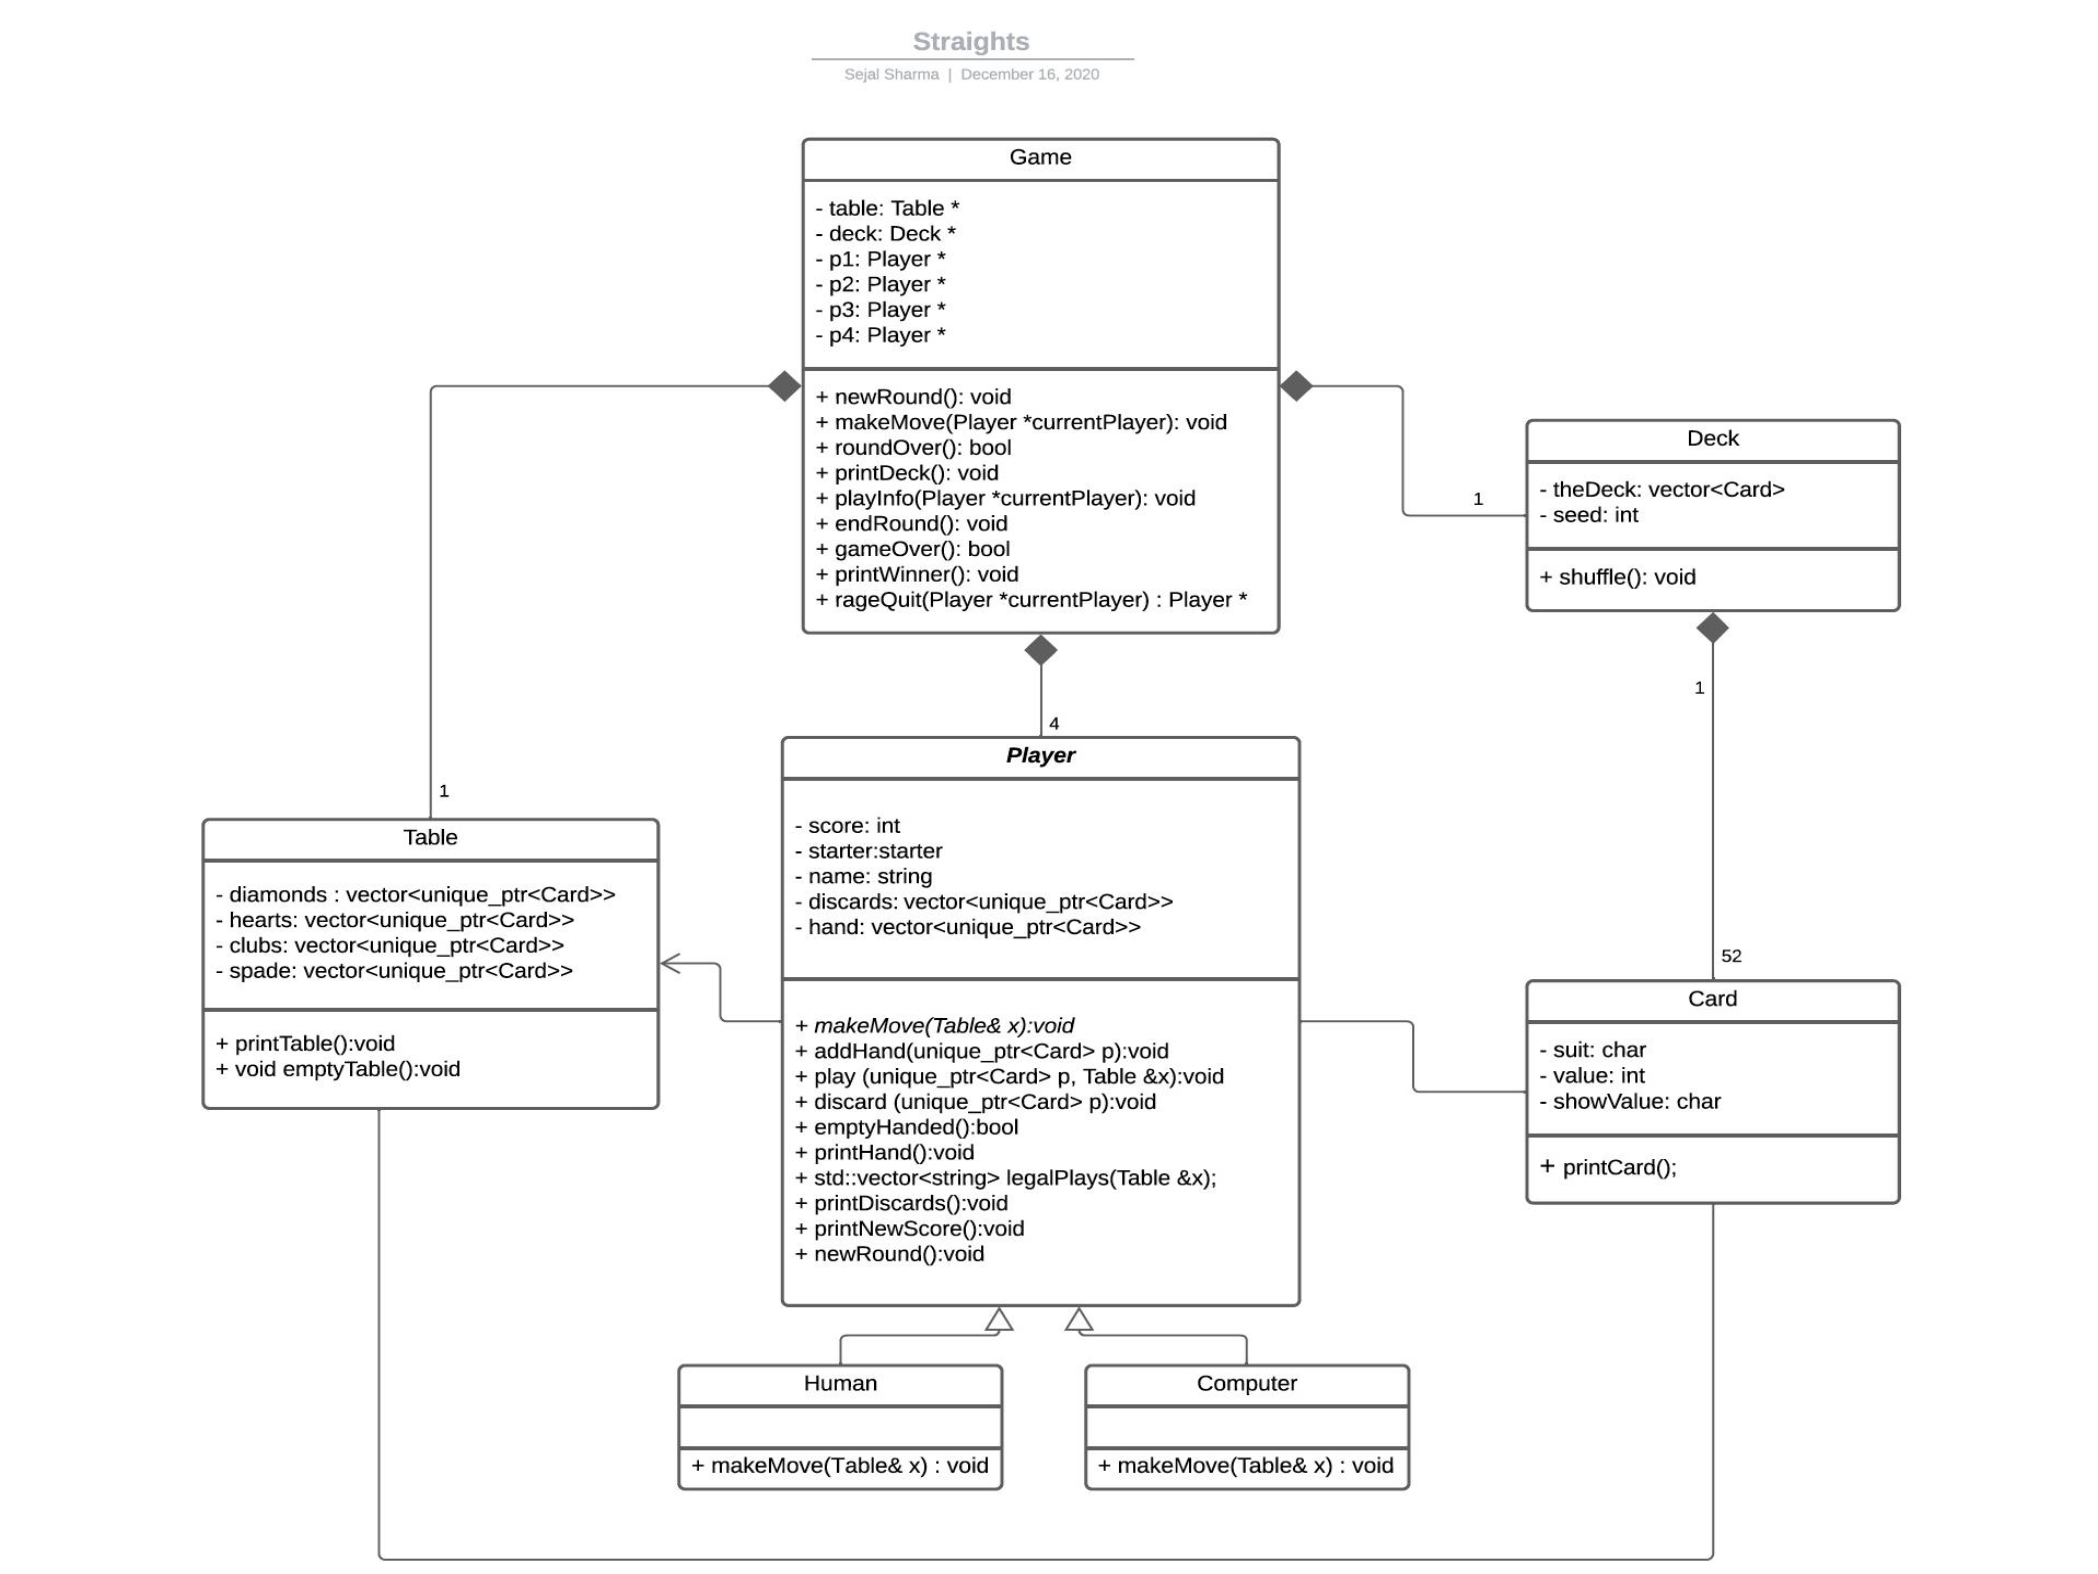 Straights
Sejal Sharma | December 16, 2020
Game
- table: Table *
- deck: Deck *
- p1: Player *
- p2: Player *
- p3: Player *
- p4: Player *
+ newRound(): void
+ makeMove(Player *currentPlayer): void
+ roundOver(): bool
+ printDeck(): void
+ playInfo(Player *currentPlayer): void
+ endRound(): void
+ gameOver(): bool
+ printWinner(): void
+ rageQuit(Player *currentPlayer) : Player *
Deck
- theDeck: vector<Card>
- seed: int
+ shuffle(): void
1
1
4
1
52
Table
- diamonds : vector<unique_ptr<Card>>
- hearts: vector<unique_ptr<Card>>
- clubs: vector<unique_ptr<Card>>
- spade: vector<unique_ptr<Card>>
+ printTable():void
+ void emptyTable():void
Player
- score: int
- starter:starter
- name: string
- discards: vector<unique_ptr<Card>>
- hand: vector<unique_ptr<Card>>
+ makeMove(Table& x):void
+ addHand(unique_ptr<Card> p):void
+ play (unique_ptr<Card> p, Table &x):void
+ discard (unique_ptr<Card> p):void
+ emptyHanded():bool
+ printHand():void
+ std::vector<string> legalPlays(Table &x);
+ printDiscards():void
+ printNewScore():void
+ newRound():void
Card
- suit: char
- value: int
- showValue: char
+ printCard();
Human
+ makeMove(Table& x) : void
Computer
+ makeMove(Table& x) : void